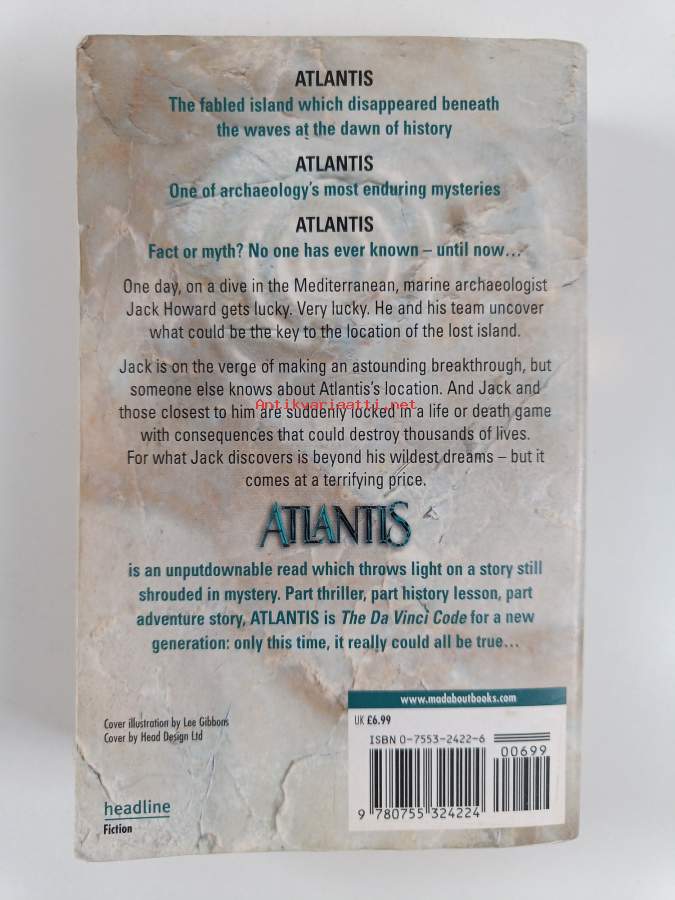 ATLANTIS
The fabled island which disappeared beneath
the waves at the dawn of history
ATLANTIS
One of archaeology's most enduring mysteries
ATLANTIS
Fact or myth? No one has ever known – until now...
One day, on a dive in the Mediterranean, marine archaeologist
Jack Howard gets lucky. Very lucky. He and his team uncover
what could be the key to the location of the lost island.
Jack is on the verge of making an astounding breakthrough, but
someone else knows about Atlantis's location. And Jack and
Antikvariaatti.net
those closest to him are suddenly locked in a life or death game
with consequences that could destroy thousands of lives.
For what Jack discovers is beyond his wildest dreams – but it
comes at a terrifying price.
ATLANTIS
is an unputdownable read which throws light on a story still
shrouded in mystery. Part thriller, part history lesson, part
adventure story, ATLANTIS is The Da Vinci Code for a new
generation: only this time, it really could all be true...
www.madaboutbooks.com
UK £6.99
ISBN 0-7553-2422-6
00699
9 780755 324224
Cover illustration by Lee Gibbons
Cover by Head Design Ltd
headline
Fiction